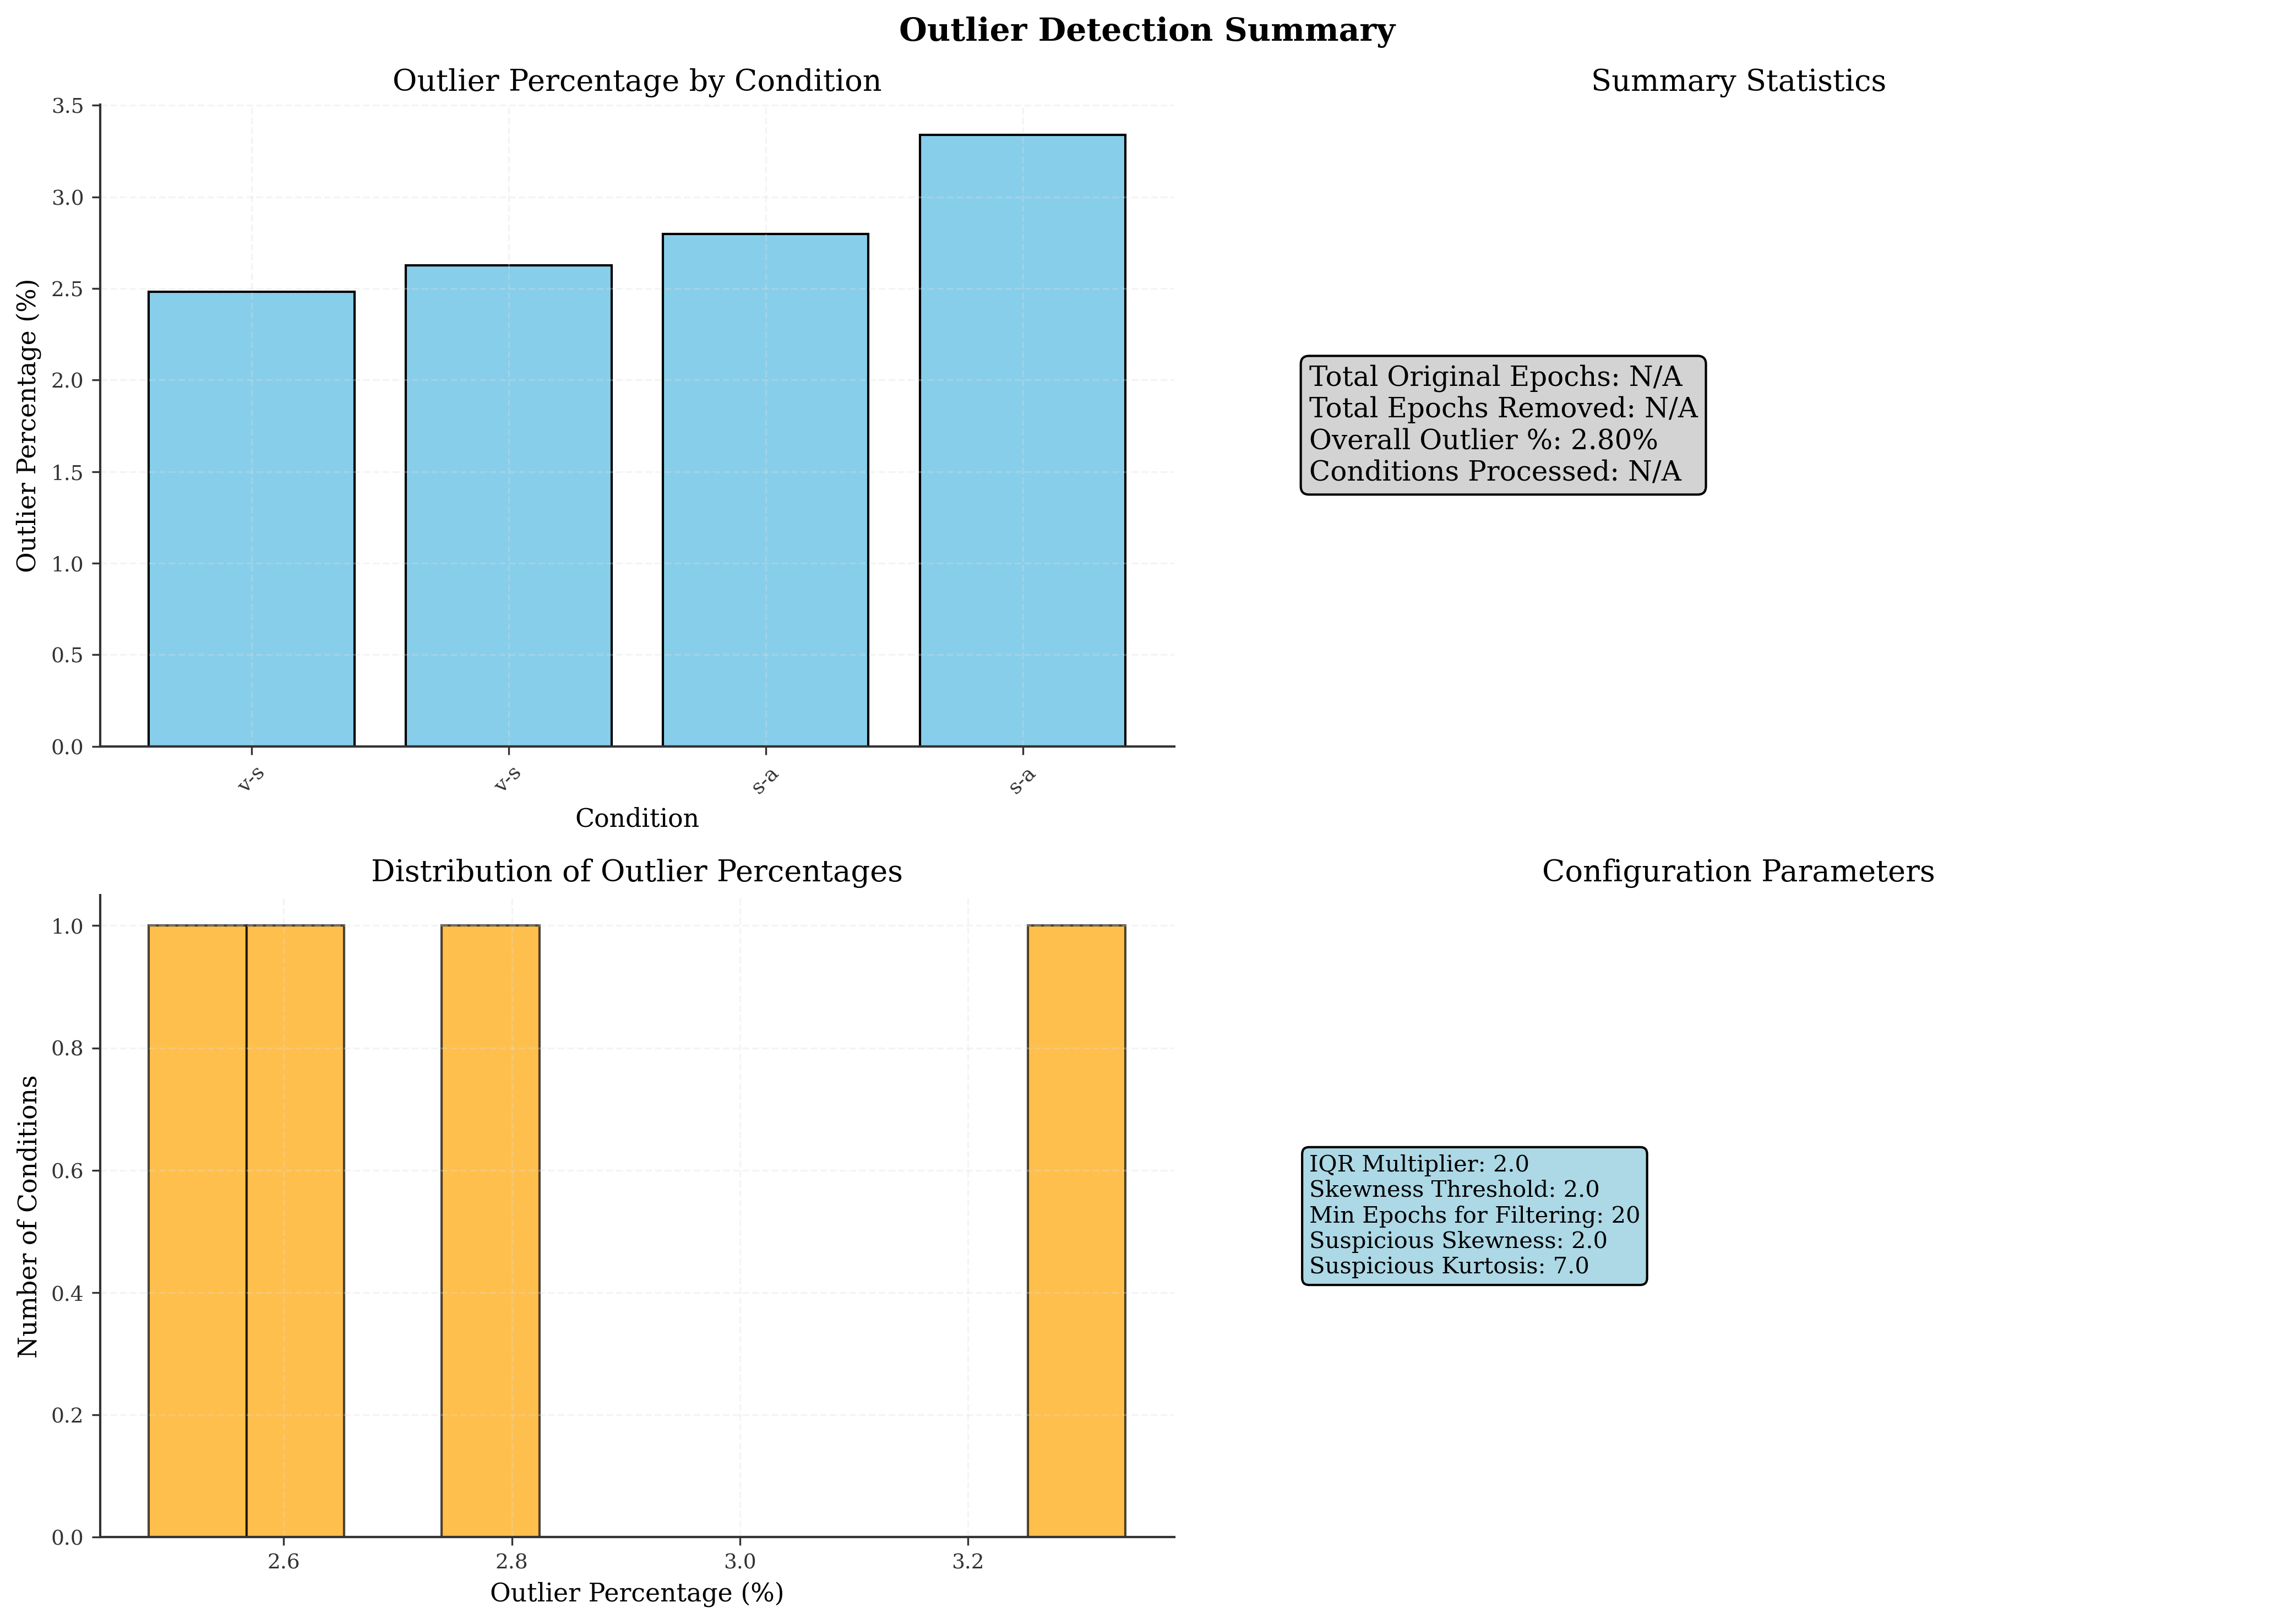 Outlier Detection Summary
Outlier Percentage by Condition
3.5
3.0
2.5
2.0
1.5
1.0
0.5
0.0
Outlier Percentage (%)
v-s
v-s
s-a
s-a
Condition
Summary Statistics
Total Original Epochs: N/A
Total Epochs Removed: N/A
Overall Outlier %: 2.80%
Conditions Processed: N/A
Distribution of Outlier Percentages
1.0
0.8
0.6
0.4
0.2
0.0
Number of Conditions
2.6
2.8
3.0
3.2
Outlier Percentage (%)
Configuration Parameters
IQR Multiplier: 2.0
Skewness Threshold: 2.0
Min Epochs for Filtering: 20
Suspicious Skewness: 2.0
Suspicious Kurtosis: 7.0